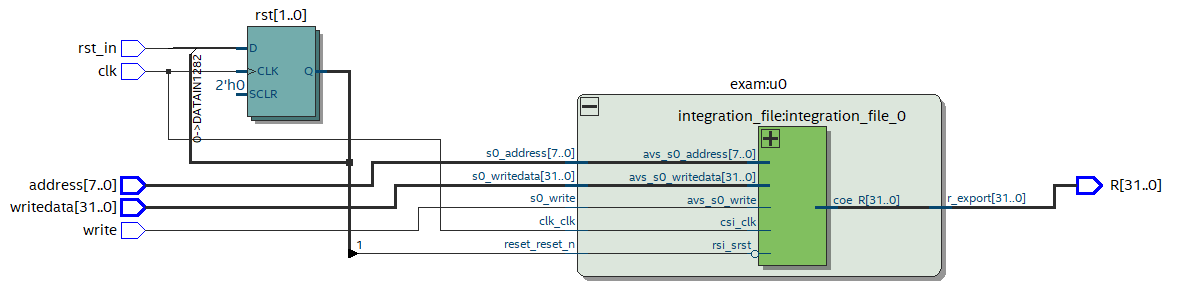 rst[1..0]
rst_in
clk
D
>CLK
Q
2'h0
SCLR
0->DATAIN1282
exam:u0
integration_file:integration_file_0
s0_address[7..0]
avs_s0_address[7..0]
address[7..0]
s0_writedata[31..0]
avs_s0_writedata[31..0]
R[31..0]
writedata[31..0]
s0_write
avs_s0_write
coe_R[31..0]
r_export[31..0]
write
clk_clk
csi_clk
1
reset_reset_n
rsi_srst